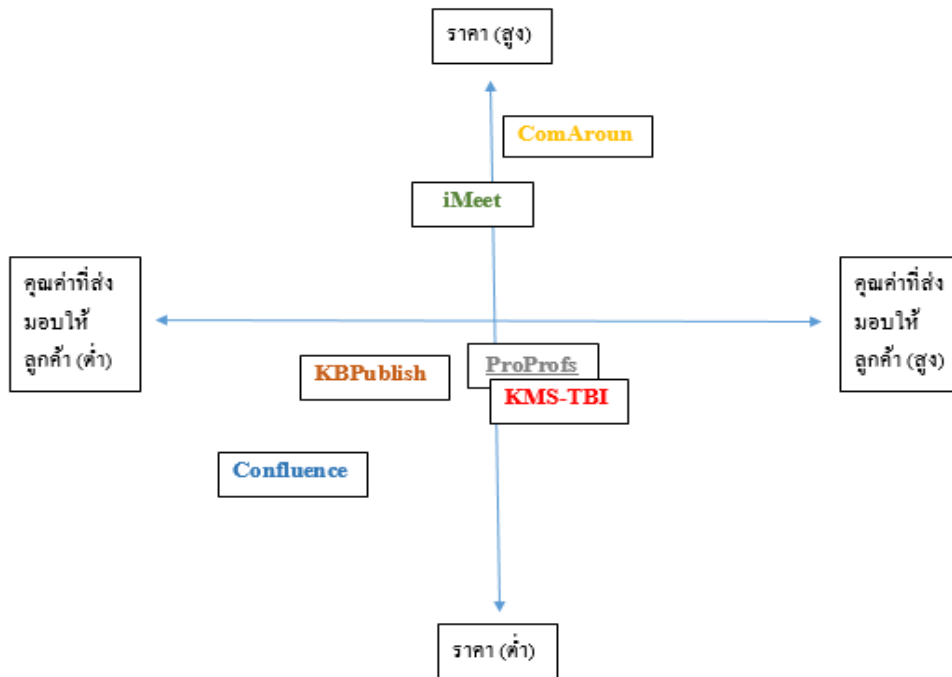 ราคา (สูง)
ComAroun
iMeet
คุณค่าที่ส่ง
มอบให้
ลูกค้า (ต่ำ)
คุณค่าที่ส่ง
มอบให้
ลูกค้า (สูง)
KBPublish
ProProfs
KMS-TBI
Confluence
ราคา (ต่ำ)